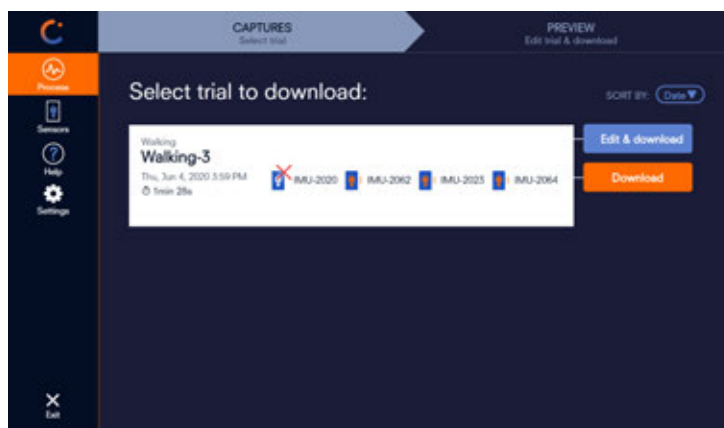 CAPTURES
Select trial
PREVIEW
Edit trial & download
Process
Sensors
Help
Settings
Exit
Select trial to download:
SORT BY: Date▼
Walking
Walking-3
Thu, Jun 4, 2020 3:59 PM
1min 28s
IMU-2020 IMU-2062 IMU-2023 IMU-2064
Edit & download
Download